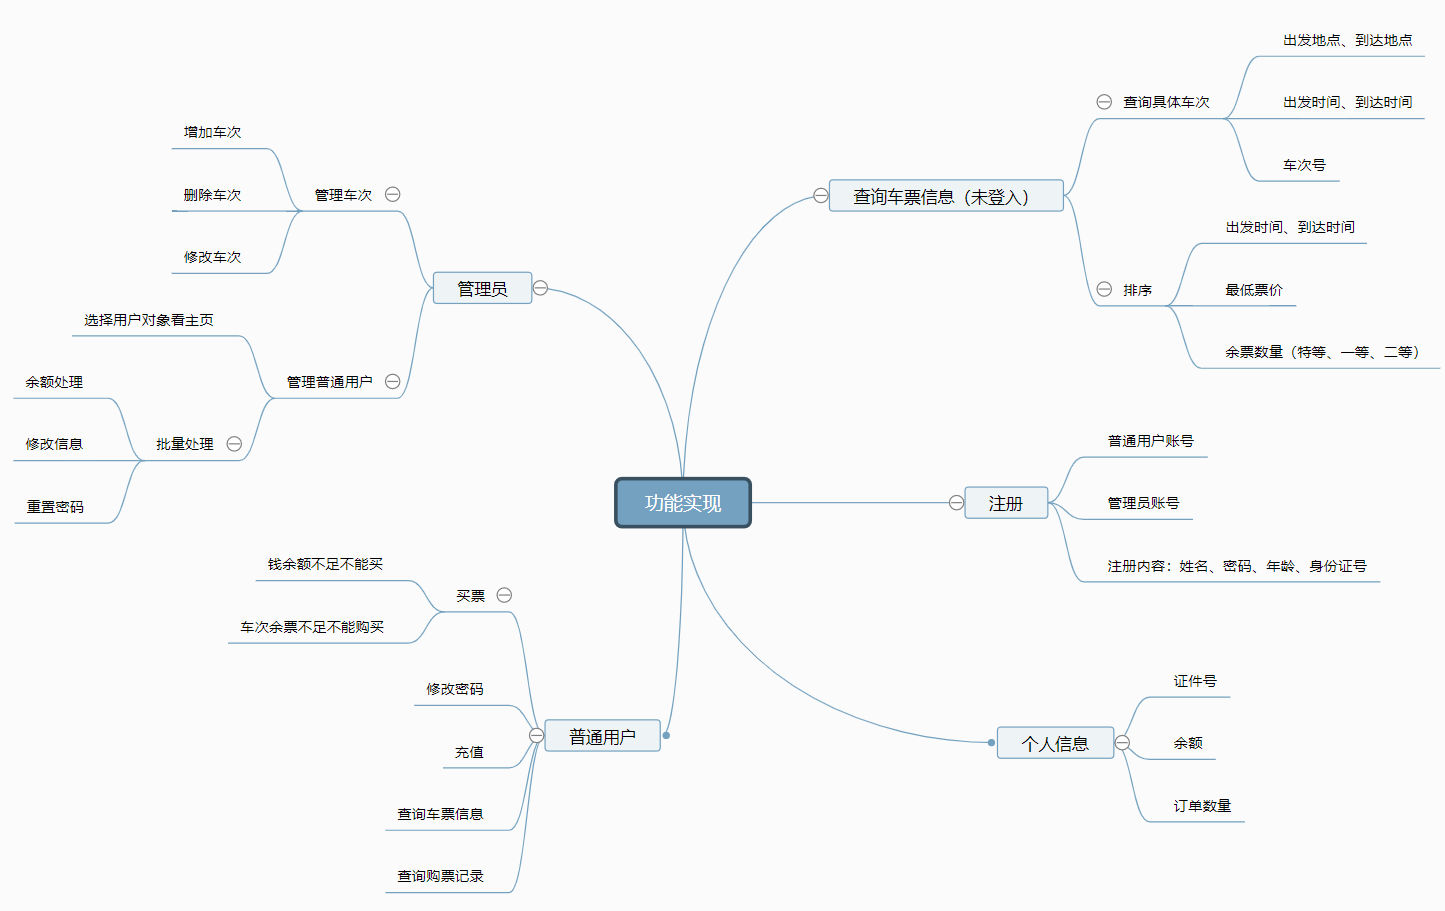 功能实现
查询车票信息（未登入）
查询具体车次
出发地点、到达地点
出发时间、到达时间
车次号
排序
出发时间、到达时间
最低票价
余票数量（特等、一等、二等）
注册
普通用户账号
管理员账号
注册内容：姓名、密码、年龄、身份证号
个人信息
证件号
余额
订单数量
管理员
管理车次
增加车次
删除车次
修改车次
管理普通用户
选择用户对象看主页
批量处理
余额处理
修改信息
重置密码
普通用户
买票
钱余额不足不能买
车次余票不足不能购买
修改密码
充值
查询车票信息
查询购票记录